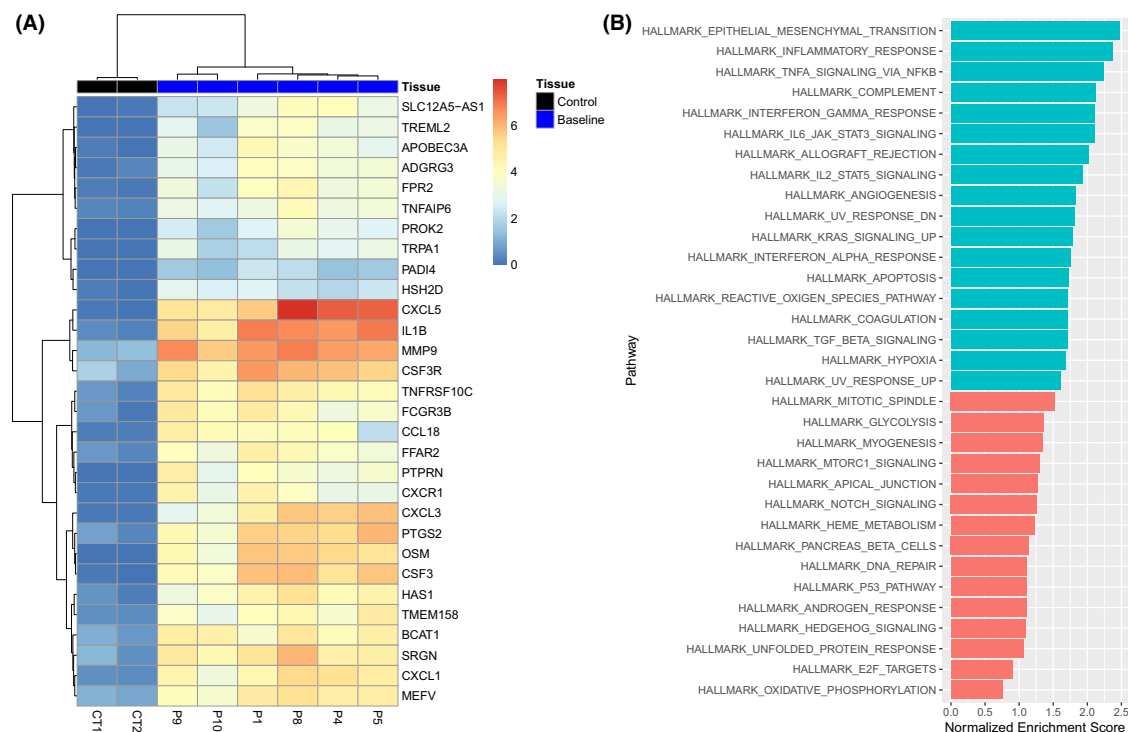 (A)
Tissue
SLC12A5−AS1
TREML2
APOBEC3A
ADGRG3
FPR2
TNFAIP6
PROK2
TRPA1
PADI4
HSH2D
CXCL5
IL1B
MMP9
CSF3R
TNFRSF10C
FCGR3B
CCL18
FFAR2
PTPRN
CXCR1
CXCL3
PTGS2
OSM
CSF3
HAS1
TMEM158
BCAT1
SRGN
CXCL1
MEFV
CT1 CT2 P9 P10 P1 P8 P4 P5
6
4
2
0
Tissue
Control
Baseline
(B)
Pathway
HALLMARK_EPITHELIAL_MESENCHYMAL_TRANSITION
HALLMARK_INFLAMMATORY_RESPONSE
HALLMARK_TNFA_SIGNALING_VIA_NFKB
HALLMARK_COMPLEMENT
HALLMARK_INTERFERON_GAMMA_RESPONSE
HALLMARK_IL6_JAK_STAT3_SIGNALING
HALLMARK_ALLOGRAFT_REJECTION
HALLMARK_IL2_STAT5_SIGNALING
HALLMARK_ANGIOGENESIS
HALLMARK_UV_RESPONSE_DN
HALLMARK_KRAS_SIGNALING_UP
HALLMARK_INTERFERON_ALPHA_RESPONSE
HALLMARK_APOPTOSIS
HALLMARK_REACTIVE_OXIGEN_SPECIES_PATHWAY
HALLMARK_COAGULATION
HALLMARK_TGF_BETA_SIGNALING
HALLMARK_HYPOXIA
HALLMARK_UV_RESPONSE_UP
HALLMARK_MITOTIC_SPINDLE
HALLMARK_GLYCOLYSIS
HALLMARK_MYOGENESIS
HALLMARK_MTORC1_SIGNALING
HALLMARK_APICAL_JUNCTION
HALLMARK_NOTCH_SIGNALING
HALLMARK_HEME_METABOLISM
HALLMARK_PANCREAS_BETA_CELLS
HALLMARK_DNA_REPAIR
HALLMARK_P53_PATHWAY
HALLMARK_ANDROGEN_RESPONSE
HALLMARK_HEDGEHOG_SIGNALING
HALLMARK_UNFOLDED_PROTEIN_RESPONSE
HALLMARK_E2F_TARGETS
HALLMARK_OXIDATIVE_PHOSPHORYLATION
0.0 0.5 1.0 1.5 2.0 2.5
Normalized Enrichment Score